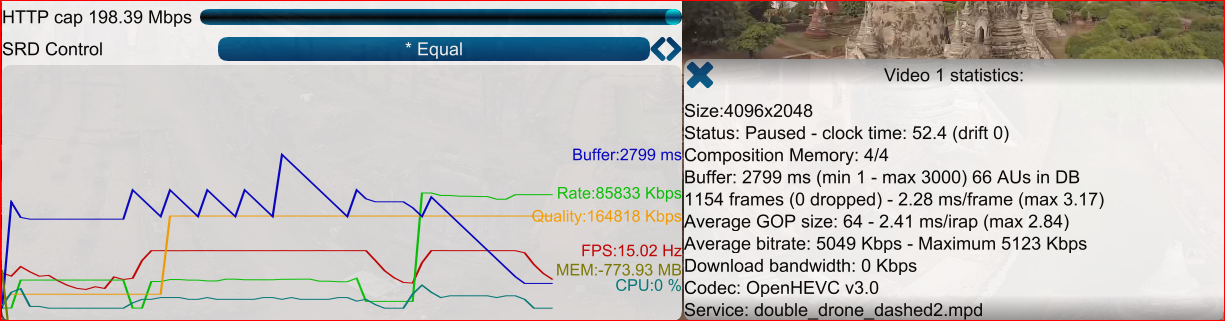 HTTP cap 198.39 Mbps
SRD Control
* Equal
Buffer:2799 ms
Rate:85833 Kbps
Quality:164818 Kbps
FPS:15.02 Hz
MEM:-773.93 MB
CPU:0 %
Video 1 statistics:
Size:4096x2048
Status: Paused - clock time: 52.4 (drift 0)
Composition Memory: 4/4
Buffer: 2799 ms (min 1 - max 3000) 66 AUs in DB
1154 frames (0 dropped) - 2.28 ms/frame (max 3.17)
Average GOP size: 64 - 2.41 ms/irap (max 2.84)
Average bitrate: 5049 Kbps - Maximum 5123 Kbps
Download bandwidth: 0 Kbps
Codec: OpenHEVC v3.0
Service: double_drone_dashed2.mpd